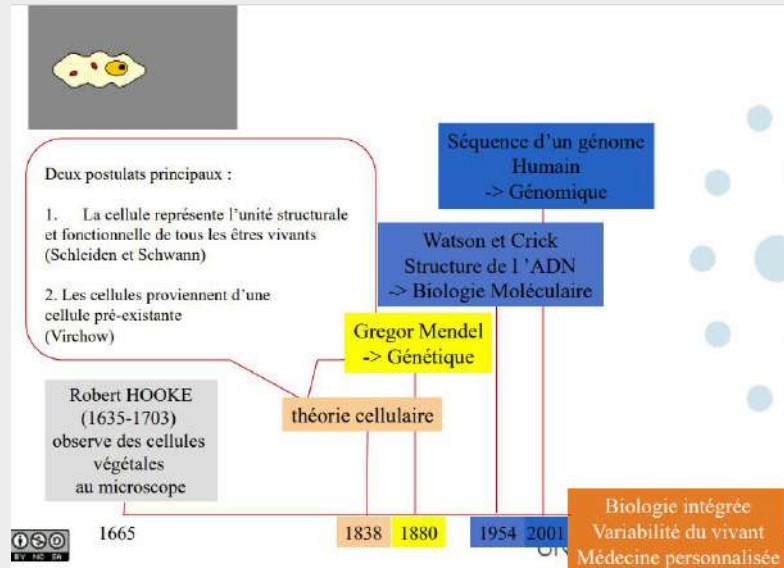 Séquence d'un génome
Humain
-> Génomique
Deux postulats principaux :
1. La cellule représente l'unité structurale
et fonctionnelle de tous les êtres vivants
(Schleiden et Schwann)
2. Les cellules proviennent d'une
cellule pré-existante
(Virchow)
Watson et Crick
Structure de l 'ADN
-> Biologie Moléculaire
Gregor Mendel
-> Génétique
Robert HOOKE
(1635-1703)
observe des cellules
végétales
au microscope
théorie cellulaire
1665
1838
1880
1954
2001
Biologie intégrée
Variabilité du vivant
Médecine personnalisée
BY NC SA